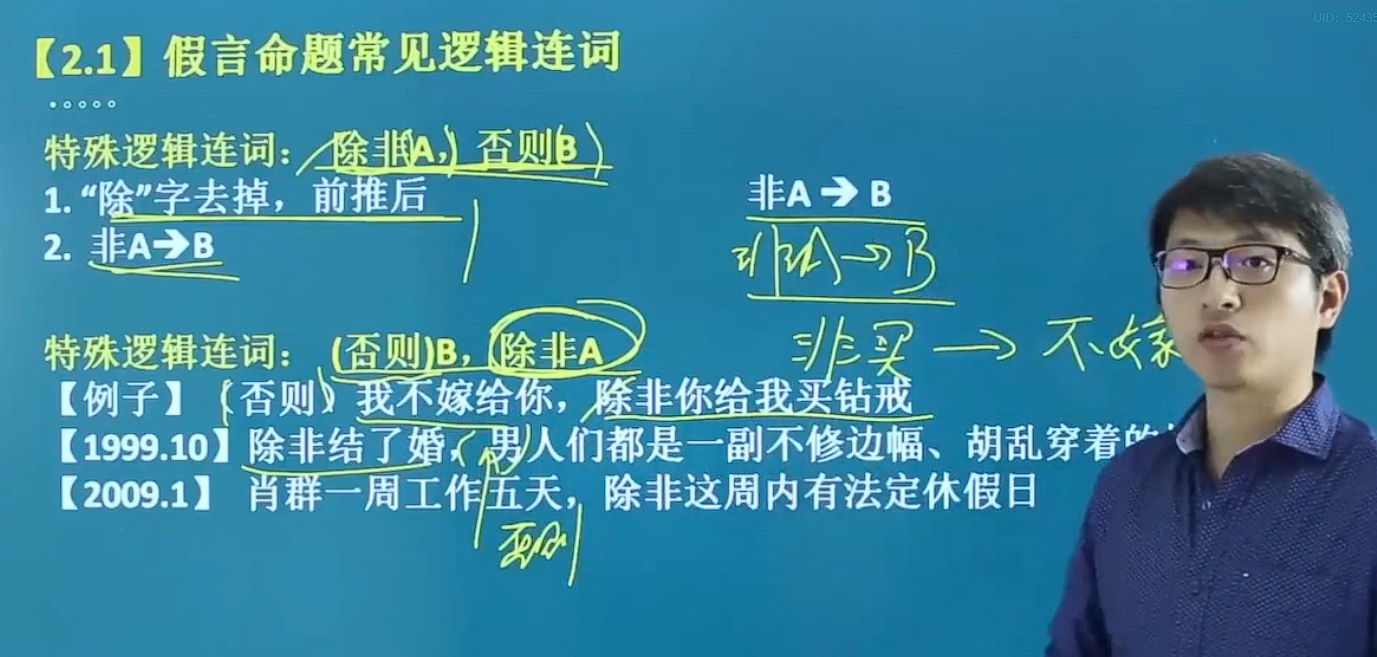 UID: 52435
【2.1】假言命题常见逻辑连词
特殊逻辑连词：除非A，否则B
1. “除”字去掉，前推后
非A→B
2. 非A→B
非A→B
特殊逻辑连词：(否则)B，除非A
非买→不嫁
【例子】（否则）我不嫁给你，除非你给我买钻戒
【1999.10】除非结了婚，男人们都是一副不修边幅、胡乱穿着的
【2009.1】 肖群一周工作五天，除非这周内有法定休假日
否则